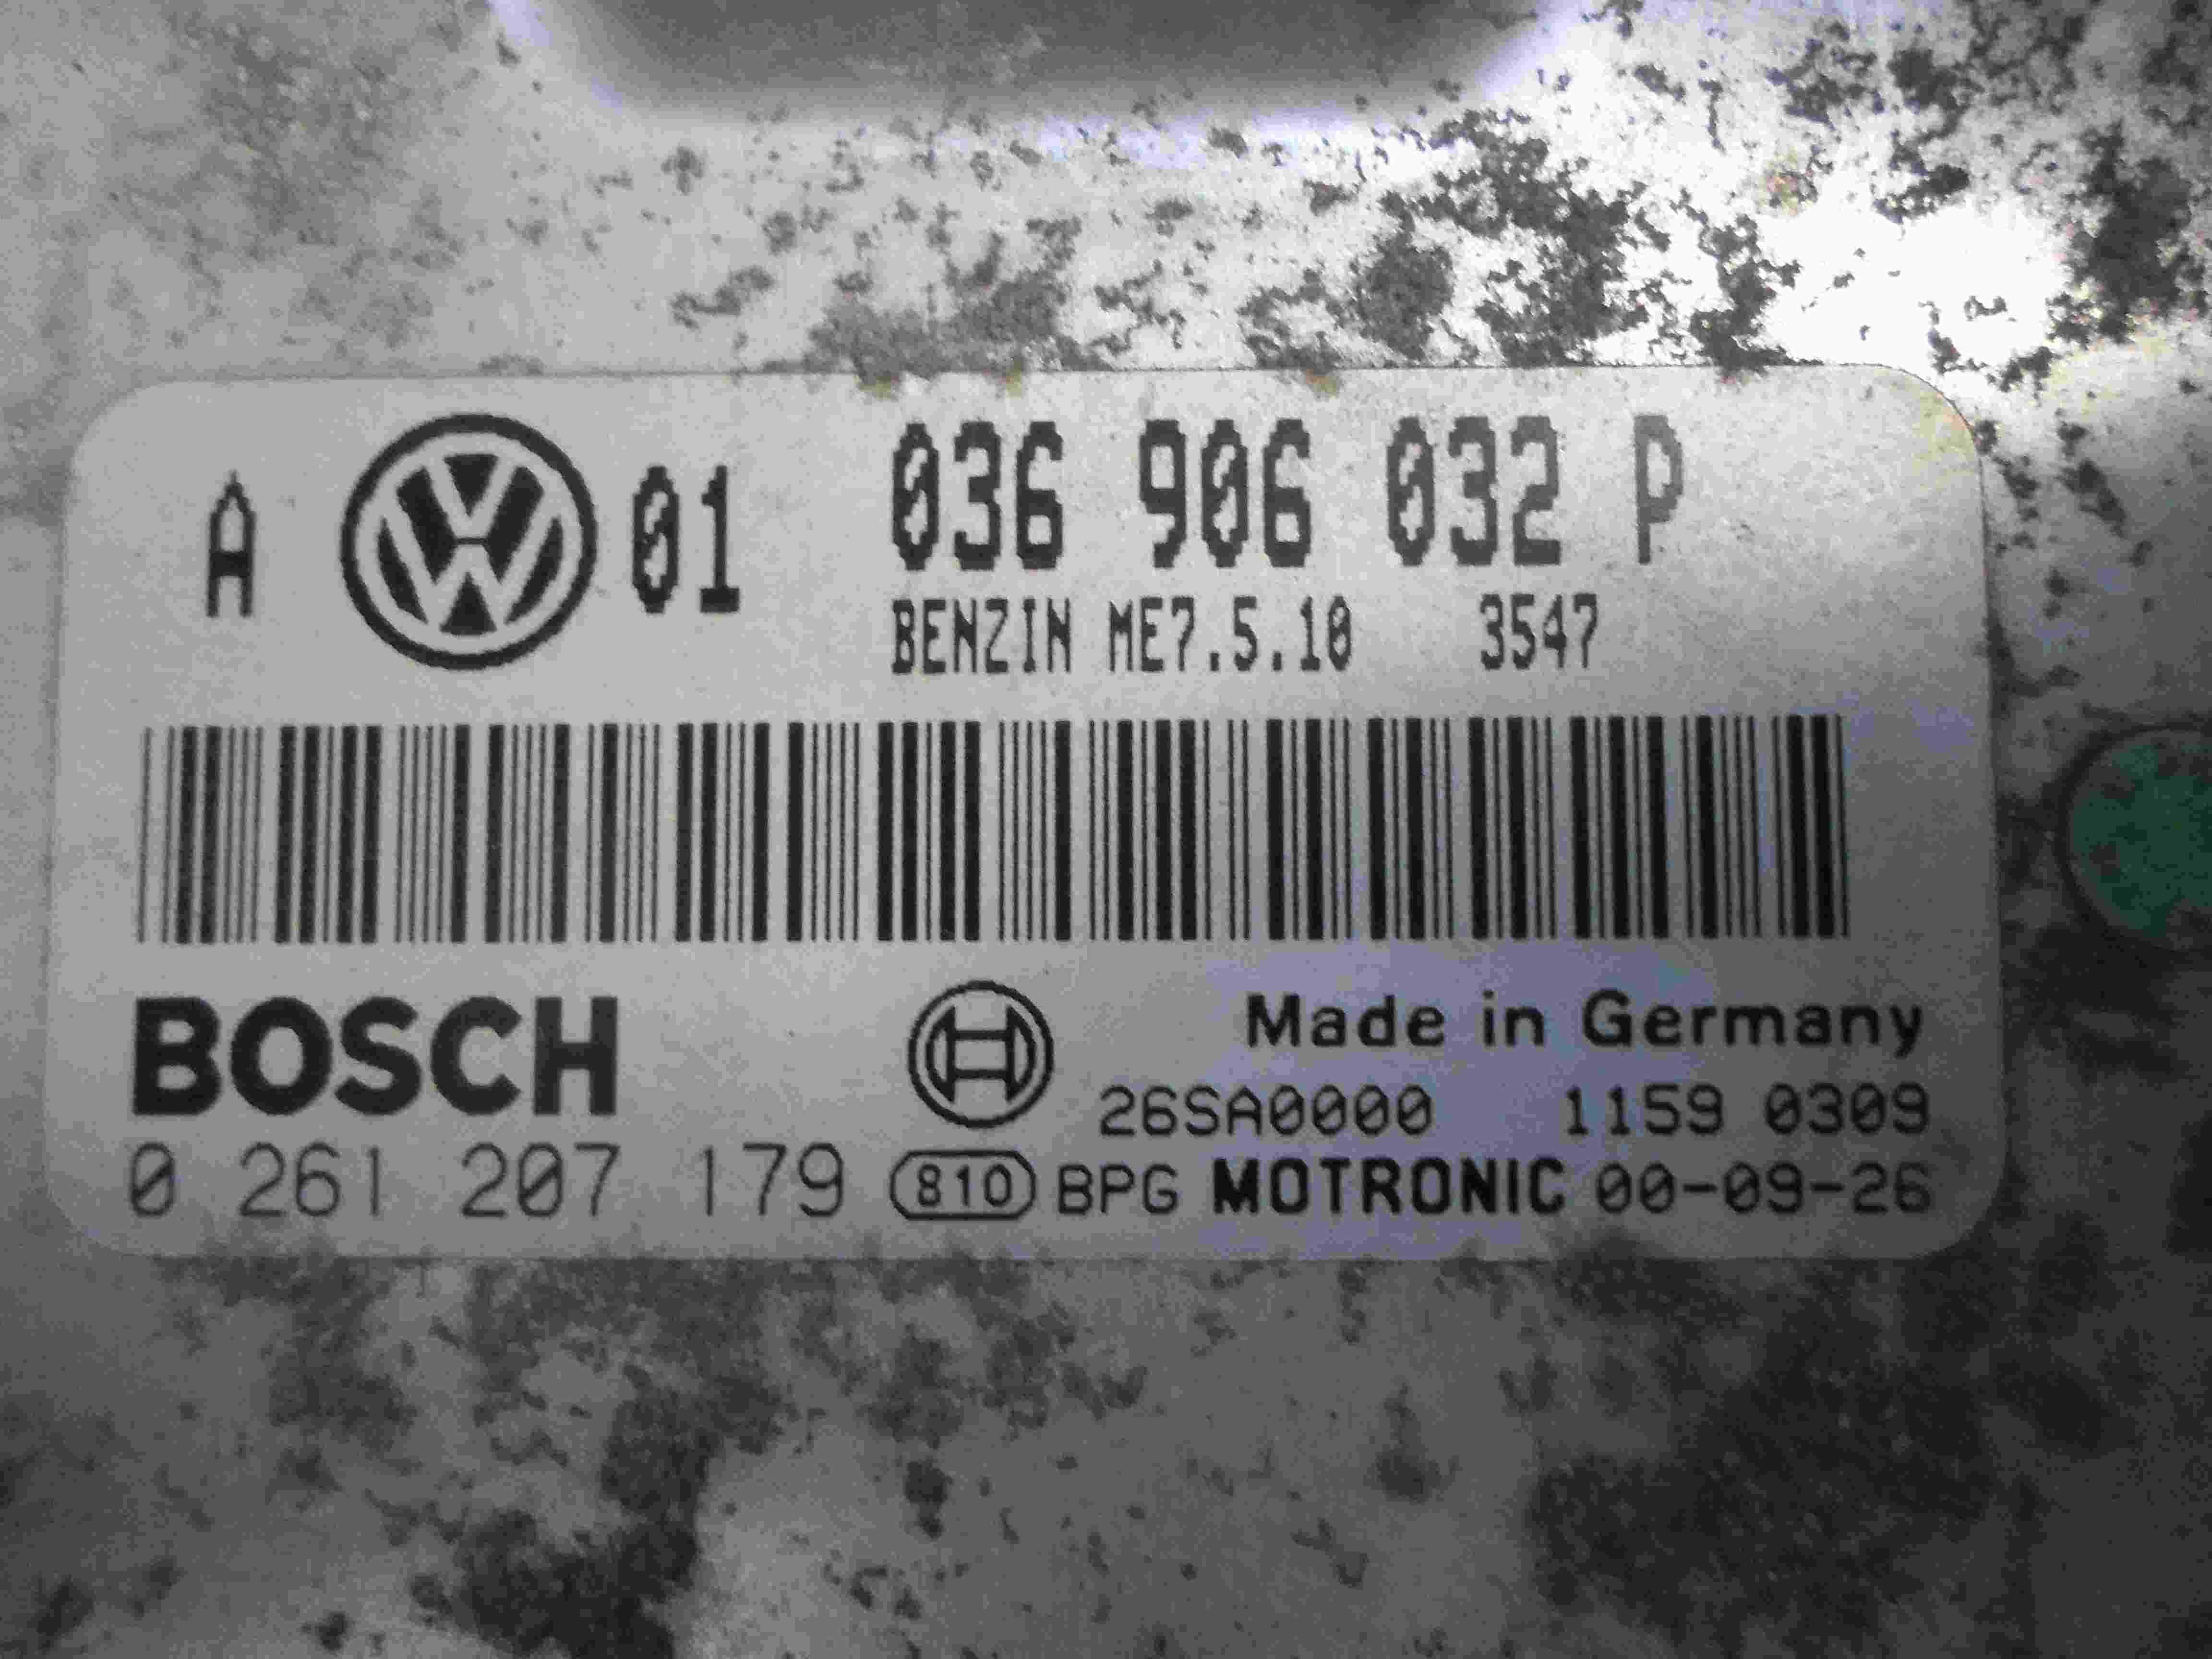 A 01 036 906 032 P
BENZIN ME7.5.10 3547
BOSCH
Made in Germany
26SA0000 1159 0309
0 261 207 179 810 BPG MOTRONIC 00-09-26